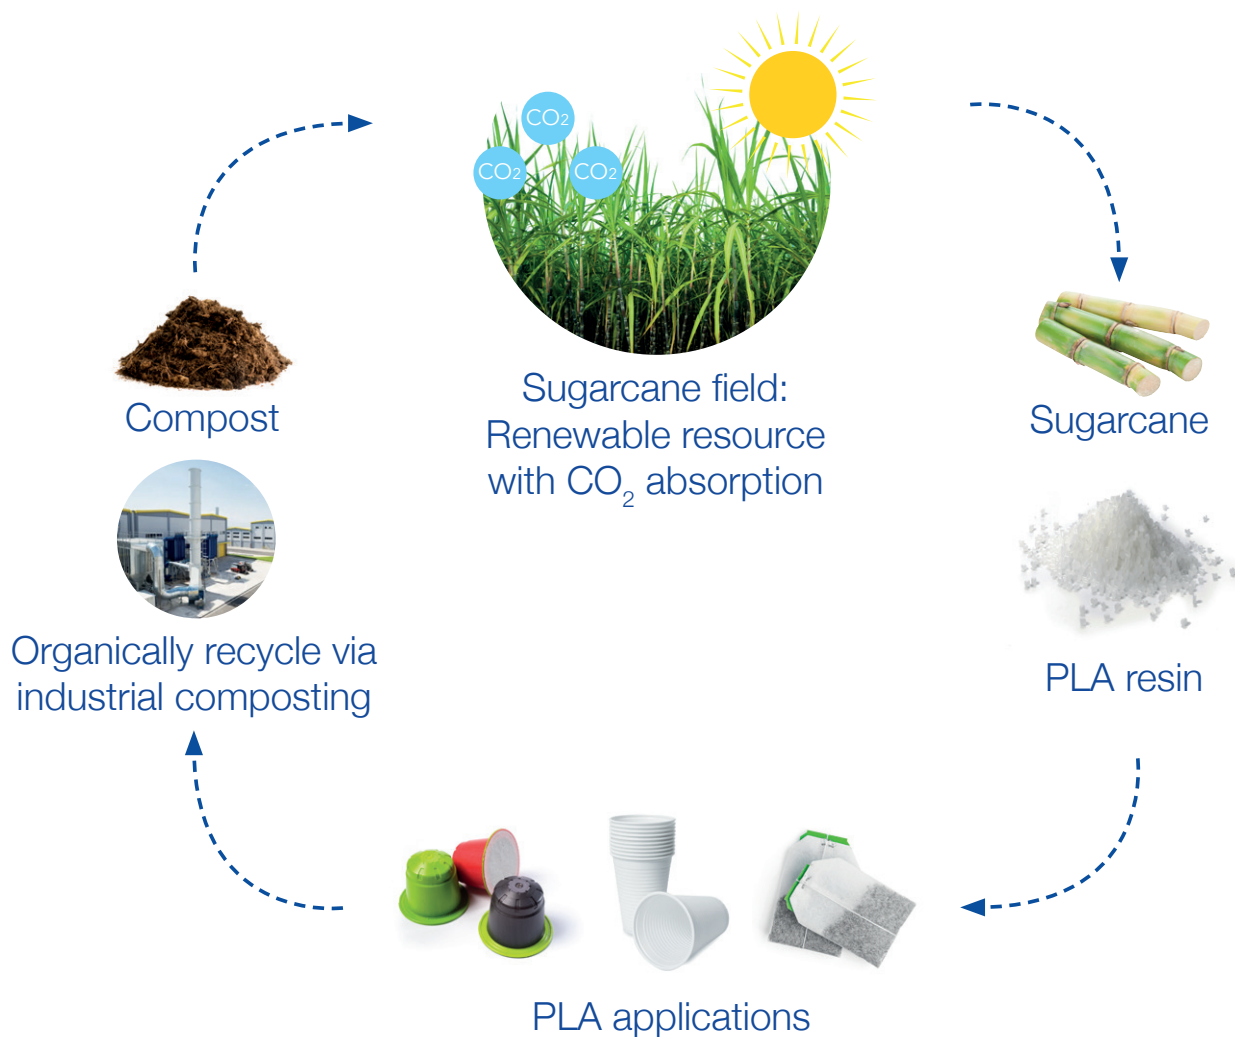 CO2
CO2
CO2
Sugarcane field:
Renewable resource
with CO₂ absorption
Sugarcane
PLA resin
PLA applications
Organically recycle via
industrial composting
Compost